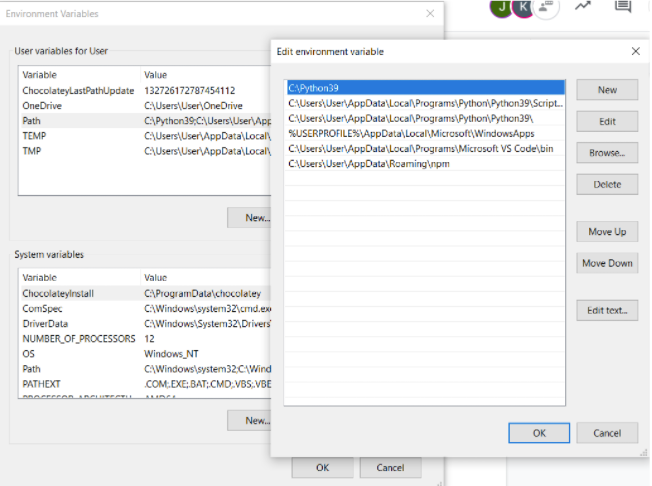 Environment Variables
J K
User variables for User
Variable Value
ChocolateyLastPathUpdate 132726172787454112
OneDrive C:\Users\User\OneDrive
Path C:\Python39;C:\Users\User\App
TEMP C:\Users\User\AppData\Local\
TMP C:\Users\User\AppData\Local\
New...
System variables
Variable Value
ChocolateyInstall C:\ProgramData\chocolatey
ComSpec C:\Windows\system32\cmd.exe
DriverData C:\Windows\System32\Drivers\
NUMBER_OF_PROCESSORS 12
OS Windows_NT
Path C:\Windows\system32;C:\Wind
PATHEXT .COM;.EXE;.BAT;.CMD;.VBS;.VBE
New...
OK Cancel
Edit environment variable
C:\Python39
C:\Users\User\AppData\Local\Programs\Python\Python39\Script...
C:\Users\User\AppData\Local\Programs\Python\Python39\
%USERPROFILE%\AppData\Local\Microsoft\WindowsApps
C:\Users\User\AppData\Local\Programs\Microsoft VS Code\bin
C:\Users\User\AppData\Roaming\npm
New
Edit
Browse...
Delete
Move Up
Move Down
Edit text...
OK Cancel